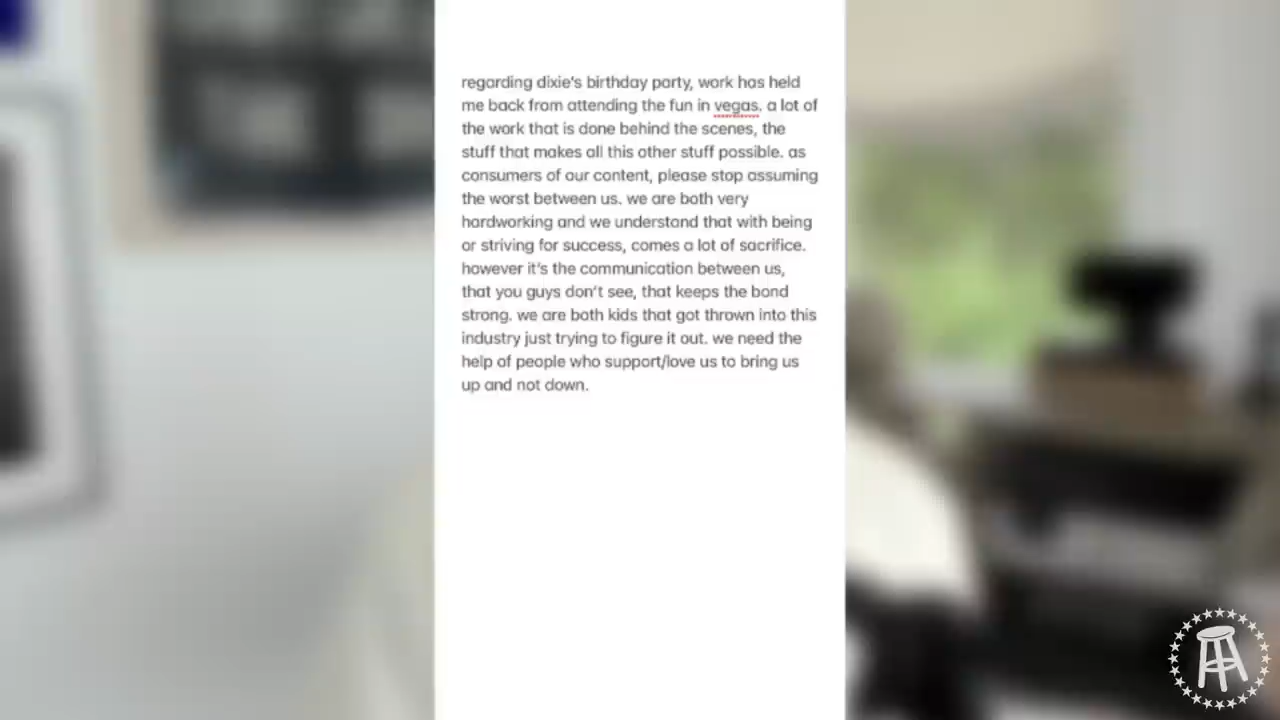 regarding dixie's birthday party, work has held
me back from attending the fun in vegas. a lot of
the work that is done behind the scenes, the
stuff that makes all this other stuff possible. as
consumers of our content, please stop assuming
the worst between us. we are both very
hardworking and we understand that with being
or striving for success, comes a lot of sacrifice.
however it's the communication between us,
that you guys don't see, that keeps the bond
strong. we are both kids that got thrown into this
industry just trying to figure it out. we need the
help of people who support/love us to bring us
up and not down.